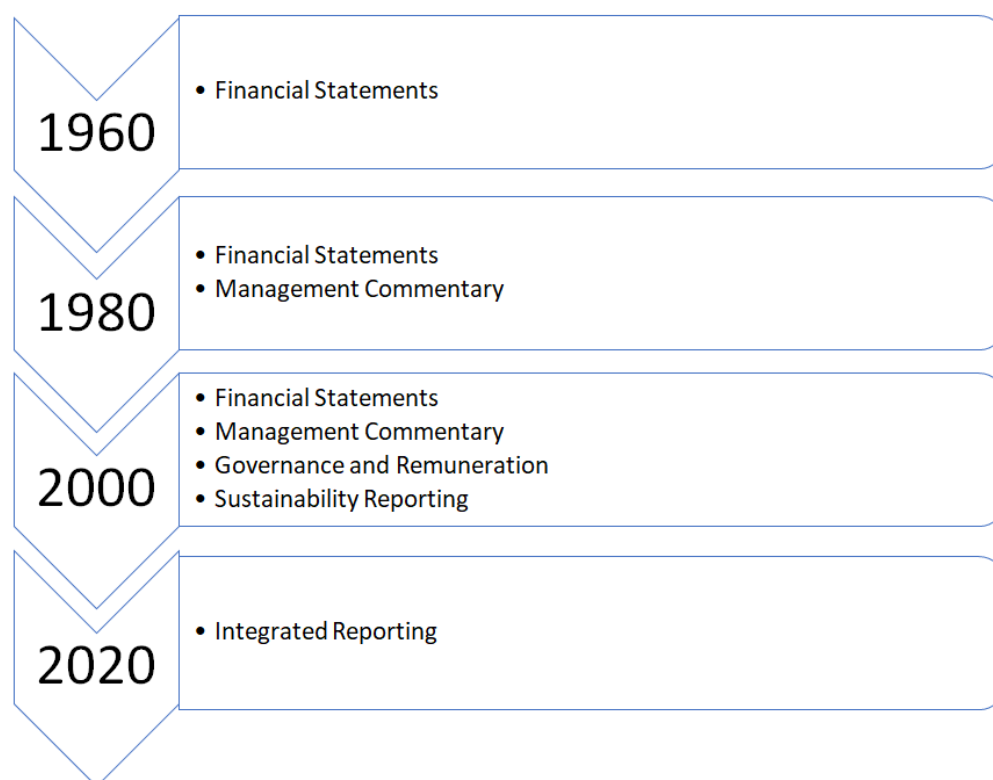 1960
• Financial Statements
1980
• Financial Statements
• Management Commentary
2000
• Financial Statements
• Management Commentary
• Governance and Remuneration
• Sustainability Reporting
2020
• Integrated Reporting